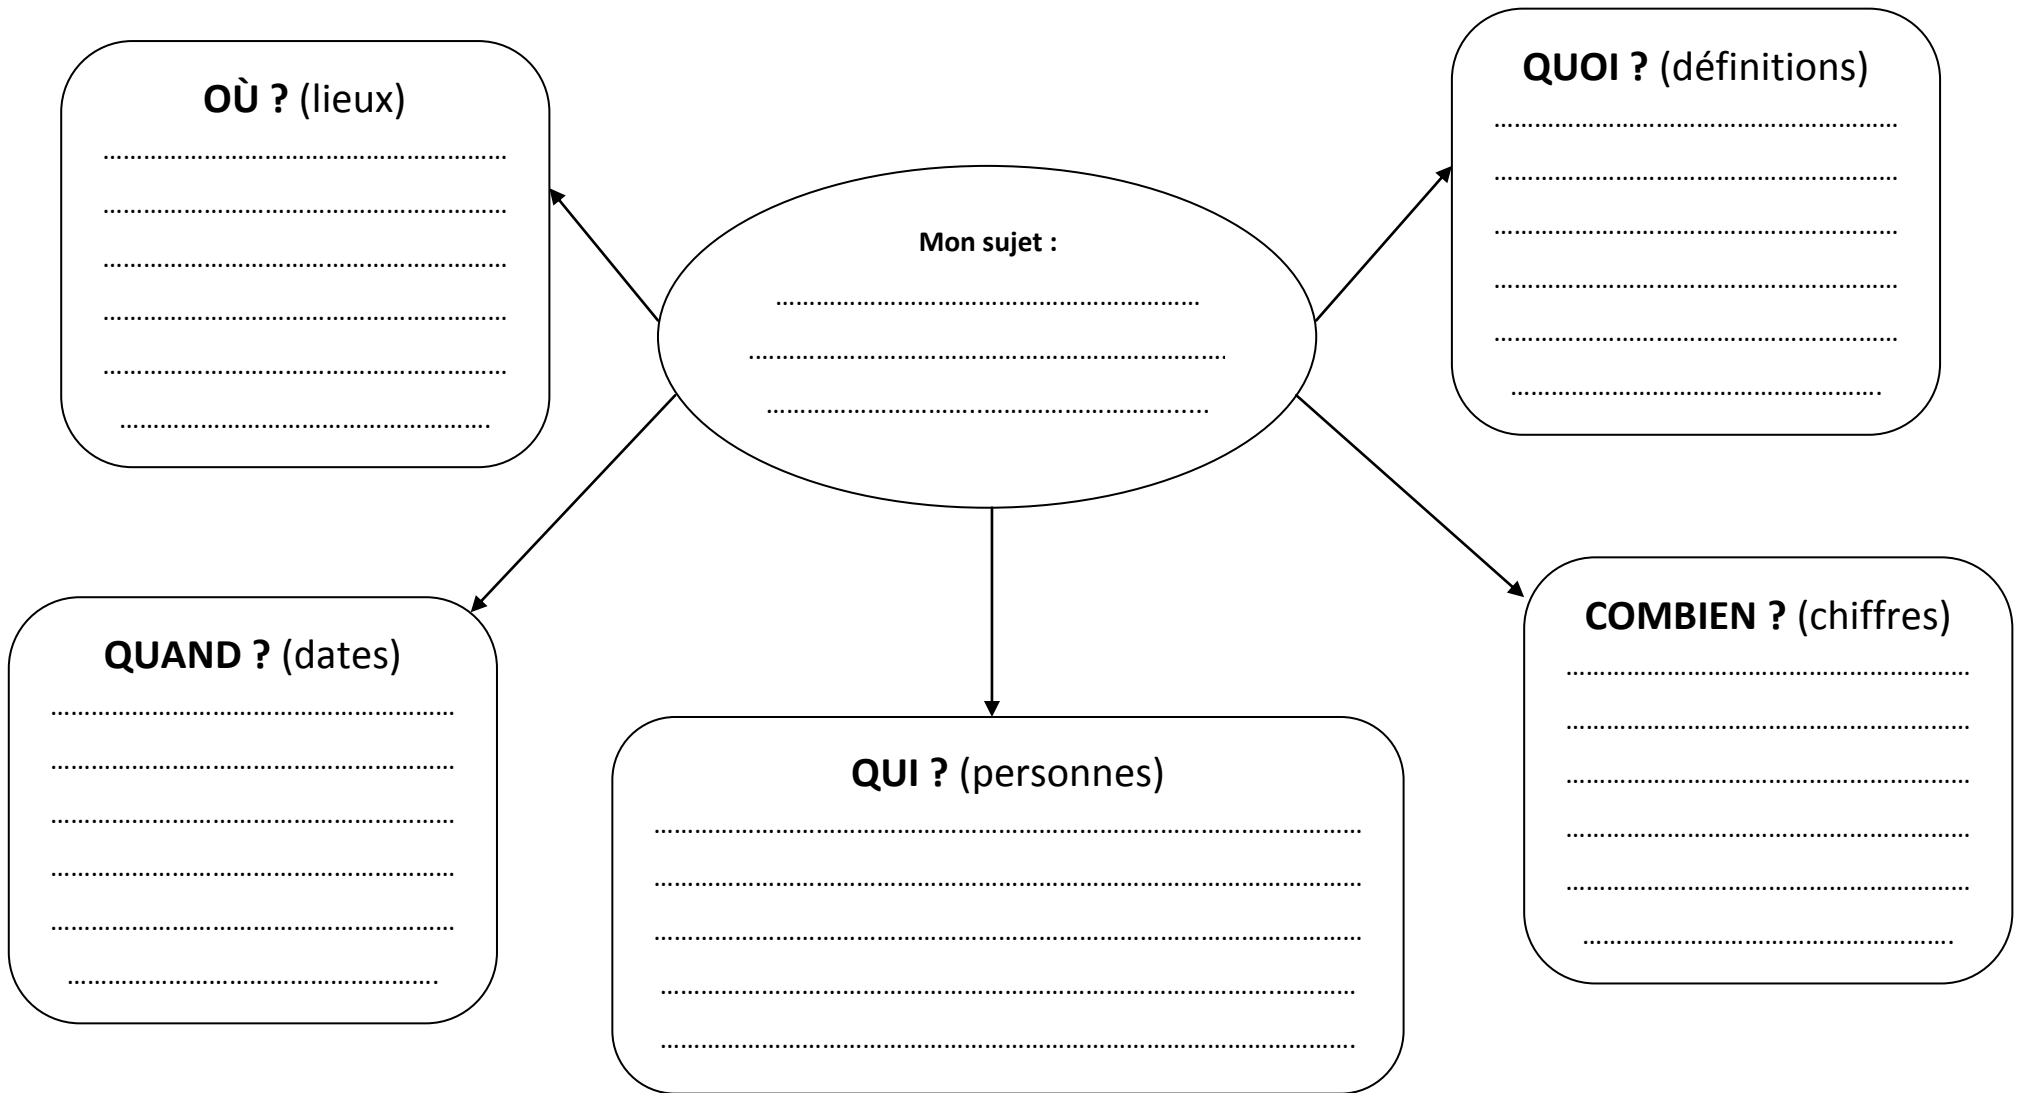 OÙ ? (lieux)
QUOI ? (définitions)
Mon sujet :
QUAND ? (dates)
QUI ? (personnes)
COMBIEN ? (chiffres)